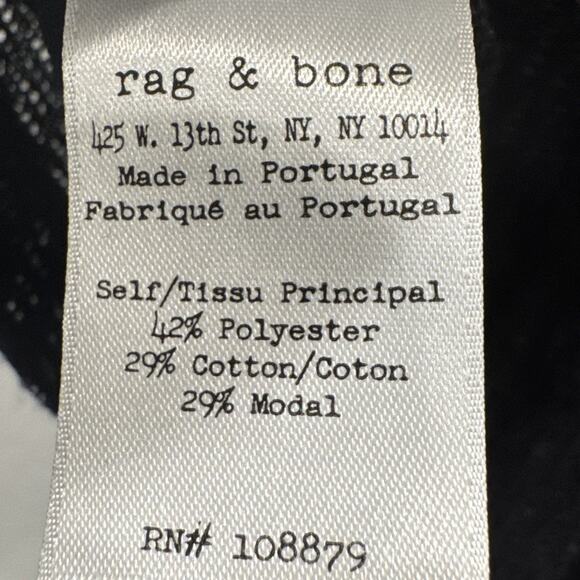 rag & bone
425 W. 13th St, NY, NY 10014
Made in Portugal
Fabriqué au Portugal
Self/Tissu Principal
42% Polyester
29% Cotton/Coton
29% Modal
RN# 108879